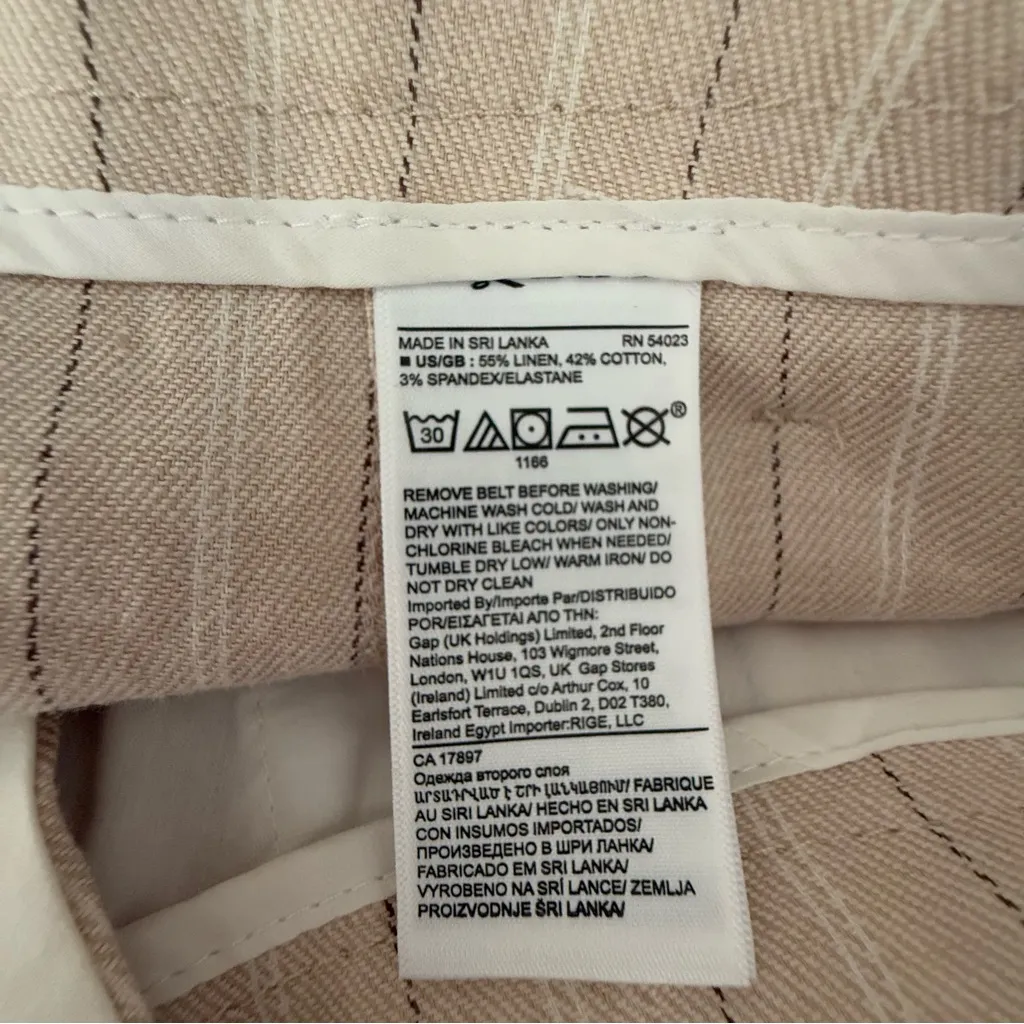 MADE IN SRI LANKA RN 54023
■ US/GB : 55% LINEN, 42% COTTON,
3% SPANDEX/ELASTANE
30
®
1166
REMOVE BELT BEFORE WASHING/
MACHINE WASH COLD/ WASH AND
DRY WITH LIKE COLORS/ ONLY NON-
CHLORINE BLEACH WHEN NEEDED/
TUMBLE DRY LOW/ WARM IRON/ DO
NOT DRY CLEAN
Imported By/Importe Par/DISTRIBUIDO
POR/ΕΙΣΑΓΕΤΑΙ ΑΠΟ ΤΗΝ:
Gap (UK Holdings) Limited, 2nd Floor
Nations House, 103 Wigmore Street,
London, W1U 1QS, UK Gap Stores
(Ireland) Limited c/o Arthur Cox, 10
Earlsfort Terrace, Dublin 2, D02 T380,
Ireland Egypt Importer:RIGE, LLC
CA 17897
Одежда второго слоя
ԱՐՏԱԴՐՎԱԾ Է ՇՐԻ ԼԱՆԿԱՅՈՒՄ/ FABRIQUE
AU SIRI LANKA/ HECHO EN SRI LANKA
CON INSUMOS IMPORTADOS/
ПРОИЗВЕДЕНО В ШРИ ЛАНКА/
FABRICADO EM SRI LANKA/
VYROBENO NA SRÍ LANCE/ ZEMLJA
PROIZVODNJE ŠRI LANKA/